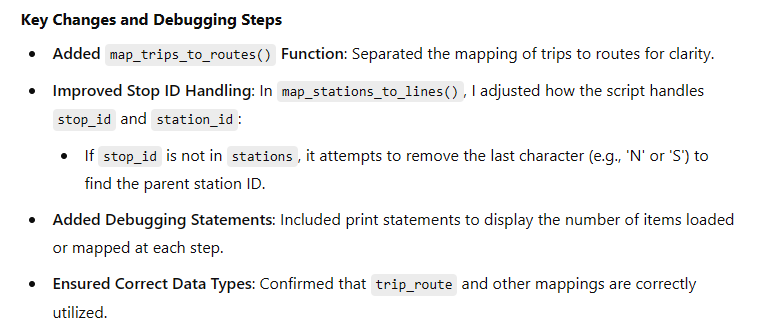 Key Changes and Debugging Steps
• Added map_trips_to_routes() Function: Separated the mapping of trips to routes for clarity.
• Improved Stop ID Handling: In map_stations_to_lines(), I adjusted how the script handles
stop_id and station_id:
• If stop_id is not in stations, it attempts to remove the last character (e.g., 'N' or 'S') to
find the parent station ID.
• Added Debugging Statements: Included print statements to display the number of items loaded
or mapped at each step.
• Ensured Correct Data Types: Confirmed that trip_route and other mappings are correctly
utilized.